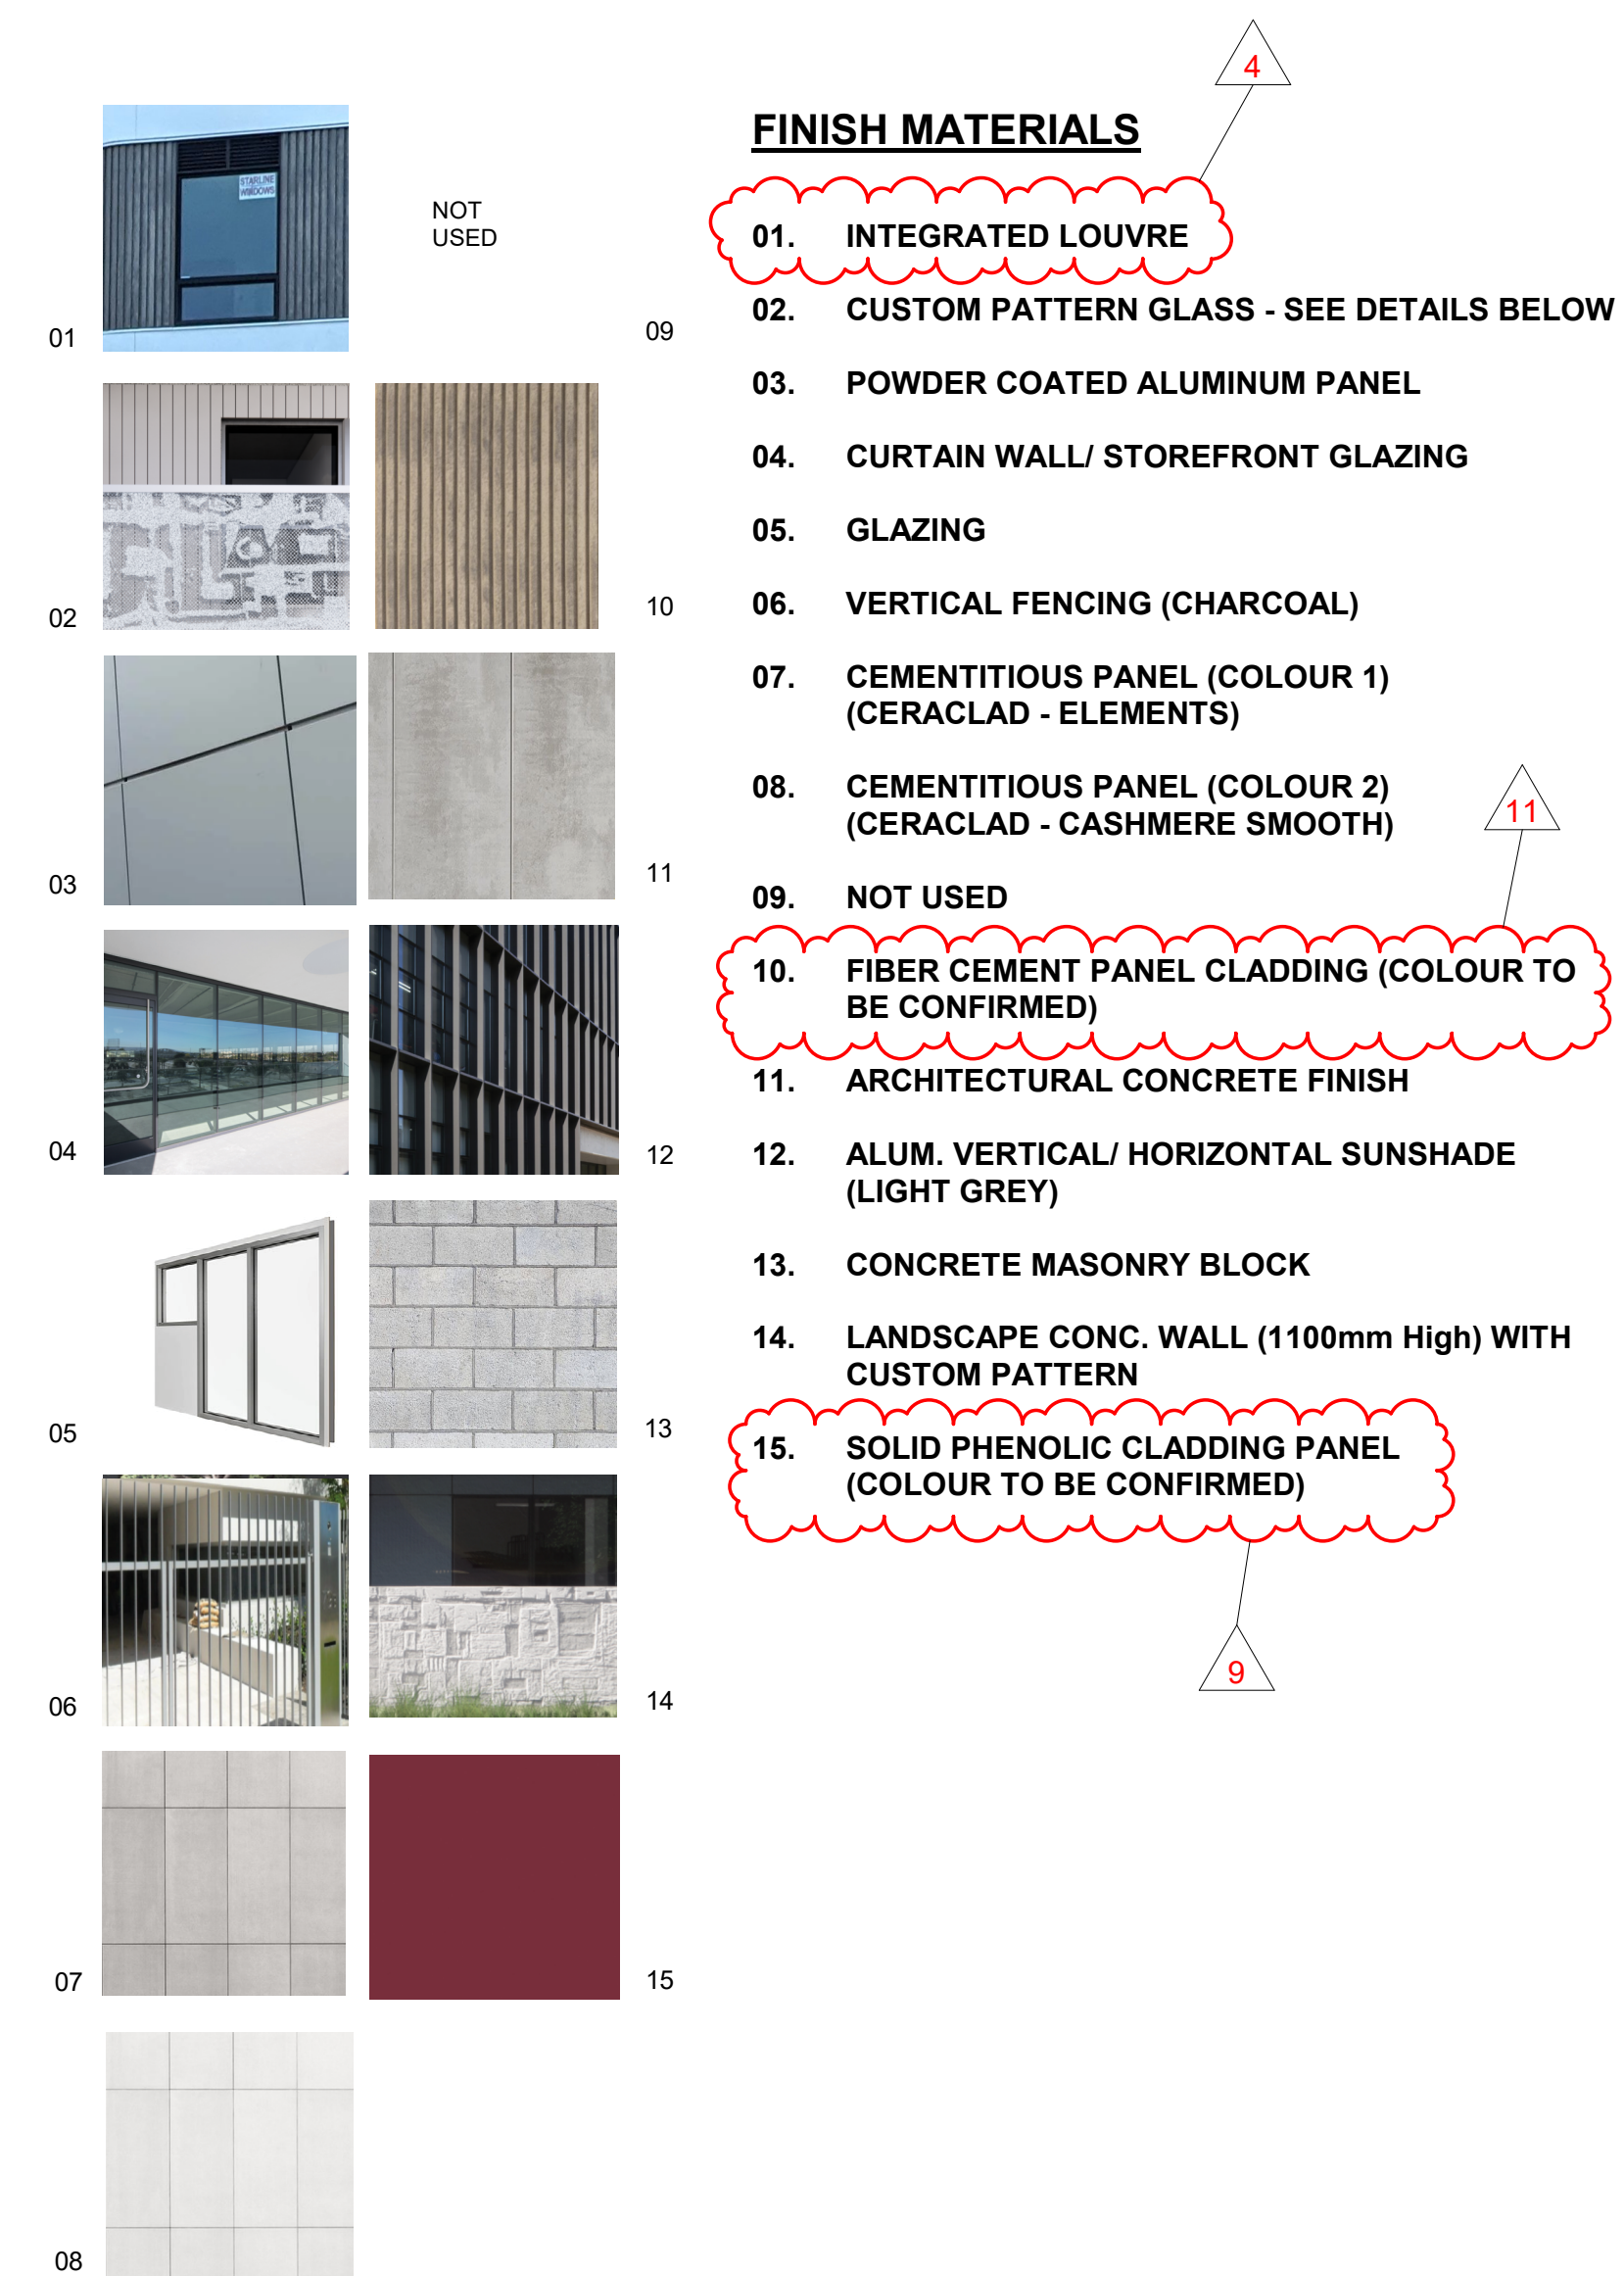 4
FINISH MATERIALS
01. INTEGRATED LOUVRE
02. CUSTOM PATTERN GLASS - SEE DETAILS BELOW
03. POWDER COATED ALUMINUM PANEL
04. CURTAIN WALL/ STOREFRONT GLAZING
05. GLAZING
06. VERTICAL FENCING (CHARCOAL)
07. CEMENTITIOUS PANEL (COLOUR 1)
(CERACLAD - ELEMENTS)
08. CEMENTITIOUS PANEL (COLOUR 2)
(CERACLAD - CASHMERE SMOOTH)
11
09. NOT USED
10. FIBER CEMENT PANEL CLADDING (COLOUR TO
BE CONFIRMED)
11. ARCHITECTURAL CONCRETE FINISH
12. ALUM. VERTICAL/ HORIZONTAL SUNSHADE
(LIGHT GREY)
13. CONCRETE MASONRY BLOCK
14. LANDSCAPE CONC. WALL (1100mm High) WITH
CUSTOM PATTERN
15. SOLID PHENOLIC CLADDING PANEL
(COLOUR TO BE CONFIRMED)
9
STARLINE
WINDOWS
01
NOT
USED
09
02
10
03
11
04
12
05
13
06
14
07
15
08